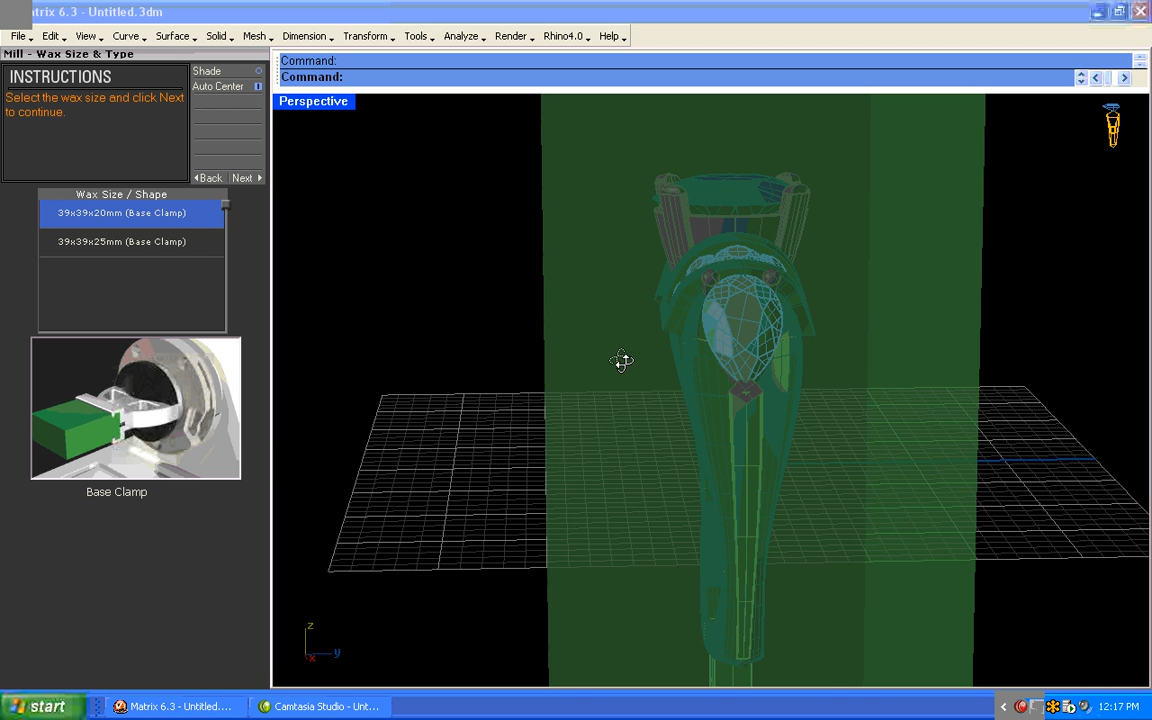 atrix 6.3 - Untitled.3dm
File Edit View Curve Surface Solid Mesh Dimension Transform Tools Analyze Render Rhino4.0 Help
Mill - Wax Size & Type
INSTRUCTIONS
Select the wax size and click Next
to continue.
Shade
Auto Center
Back Next
Command:
Command:
Perspective
Wax Size / Shape
39x39x20mm (Base Clamp)
39x39x25mm (Base Clamp)
Base Clamp
z
x
y
start
Matrix 6.3 - Untitled....
Camtasia Studio - Unt...
12:17 PM